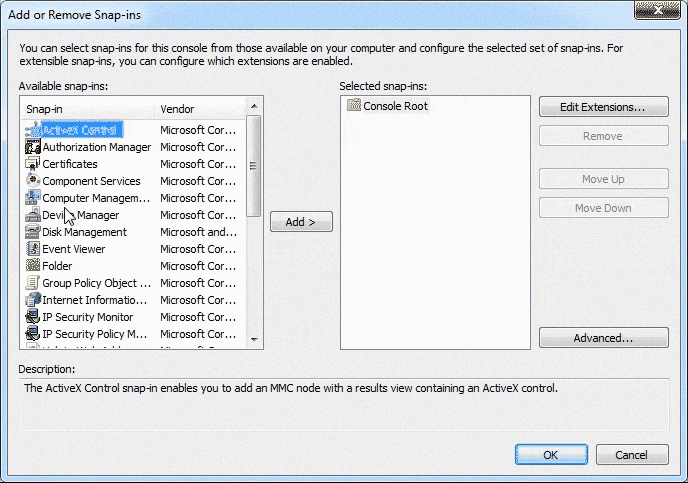 Add or Remove Snap-ins
You can select snap-ins for this console from those available on your computer and configure the selected set of snap-ins. For
extensible snap-ins, you can configure which extensions are enabled.
Available snap-ins:
Selected snap-ins:
Snap-in Vendor
ActiveX Control Microsoft Cor...
Authorization Manager Microsoft Cor...
Certificates Microsoft Cor...
Component Services Microsoft Cor...
Computer Managem... Microsoft Cor...
Device Manager Microsoft Cor...
Disk Management Microsoft and...
Event Viewer Microsoft Cor...
Folder Microsoft Cor...
Group Policy Object ... Microsoft Cor...
Internet Informatio... Microsoft Cor...
IP Security Monitor Microsoft Cor...
IP Security Policy M... Microsoft Cor...
Add >
Console Root
Edit Extensions...
Remove
Move Up
Move Down
Advanced...
Description:
The ActiveX Control snap-in enables you to add an MMC node with a results view containing an ActiveX control.
OK
Cancel